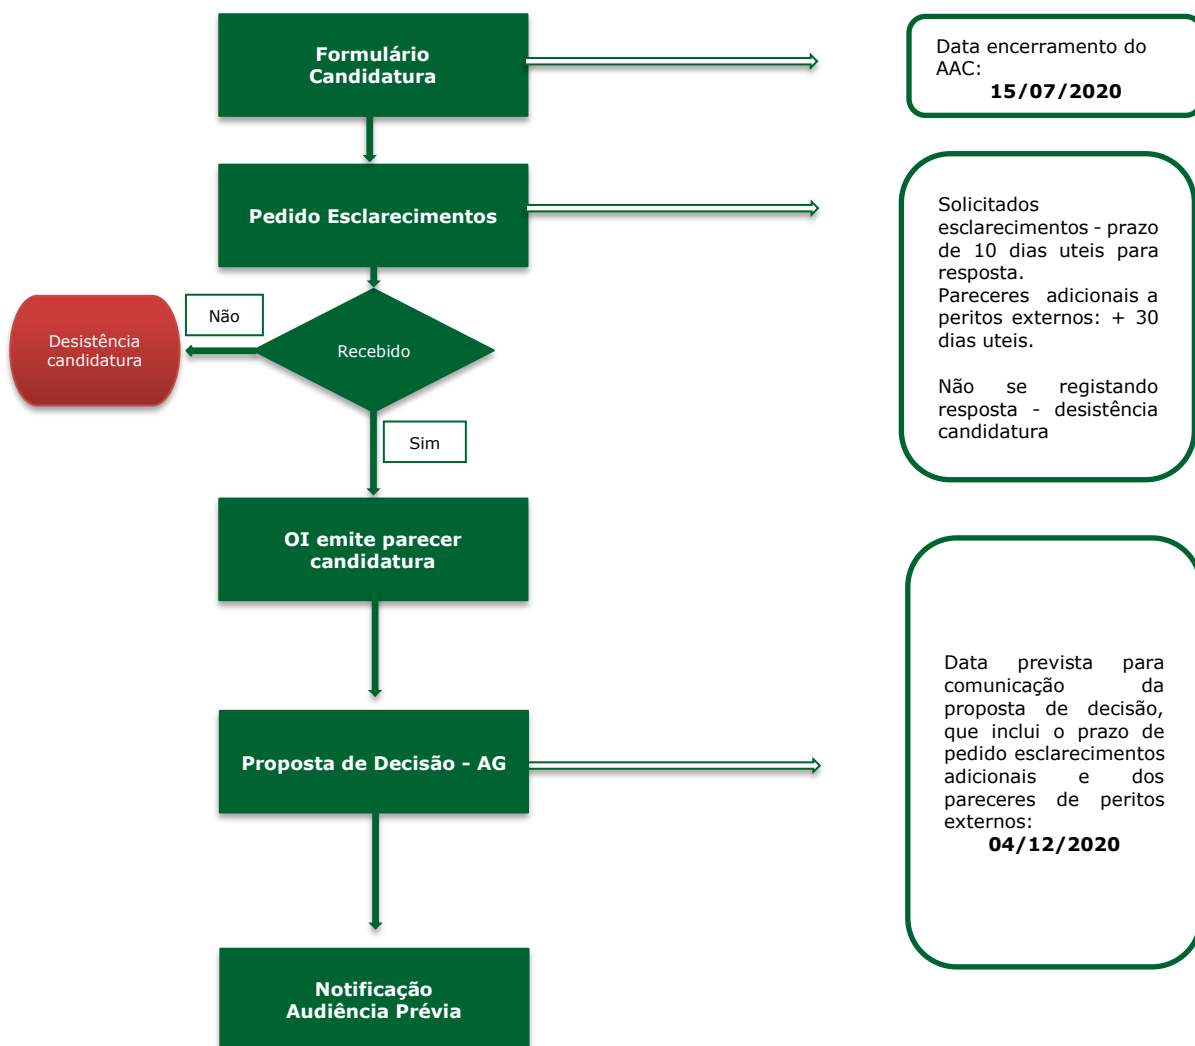 Formulário
Candidatura
Data encerramento do
AAC:
15/07/2020
Pedido Esclarecimentos
Solicitados
esclarecimentos - prazo
de 10 dias uteis para
resposta.
Pareceres adicionais a
peritos externos: + 30
dias uteis.
Não se registando
resposta - desistência
candidatura
Não
Desistência
candidatura
Recebido
Sim
OI emite parecer
candidatura
Proposta de Decisão - AG
Data prevista para
comunicação da
proposta de decisão,
que inclui o prazo de
pedido esclarecimentos
adicionais e dos
pareceres de peritos
externos:
04/12/2020
Notificação
Audiência Prévia